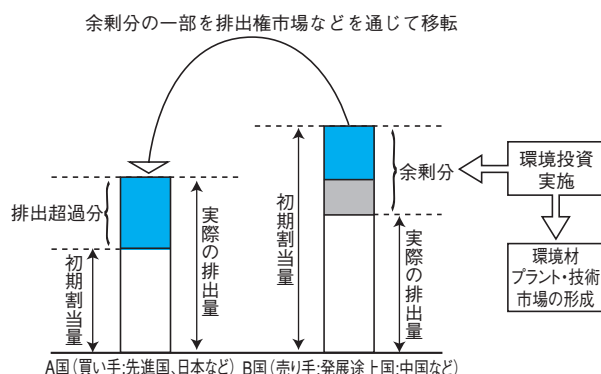 余剰分の一部を排出権市場などを通じて移転
排出超過分
初期割当量
実際の排出量
初期割当量
余剰分
実際の排出量
環境投資
実施
環境材
プラント・技術
市場の形成
A国(買い手:先進国、日本など)
B国(売り手:発展途上国:中国など)